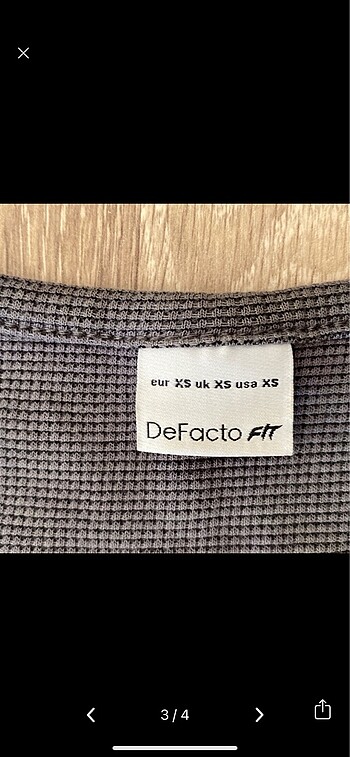 eur XS uk XS usa XS
DeFacto FIT
3 / 4